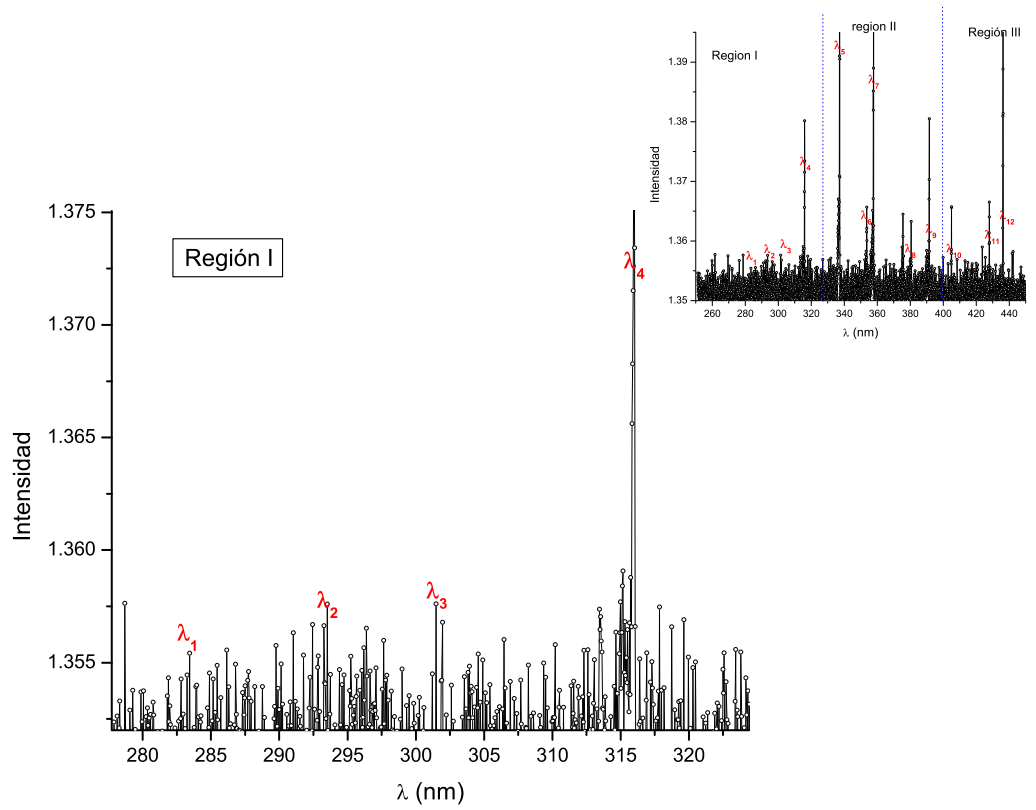 Region I
region II
Región III
1.39
1.38
1.37
1.36
1.35
Intensidad
λ5
λ7
λ4
λ6
λ12
λ9
λ11
λ3
λ1
λ2
λ8
λ10
260 280 300 320 340 360 380 400 420 440
λ (nm)
Región I
1.375
1.370
1.365
1.360
1.355
Intensidad
λ4
λ3
λ2
λ1
280 285 290 295 300 305 310 315 320
λ (nm)